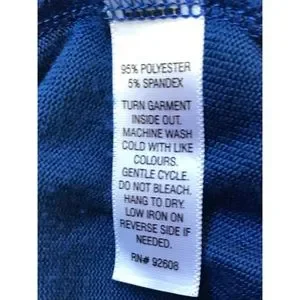 95% POLYESTER
5% SPANDEX
TURN GARMENT
INSIDE OUT.
MACHINE WASH
COLD WITH LIKE
COLOURS.
GENTLE CYCLE.
DO NOT BLEACH.
HANG TO DRY.
LOW IRON ON
REVERSE SIDE IF
NEEDED.
RN# 92608